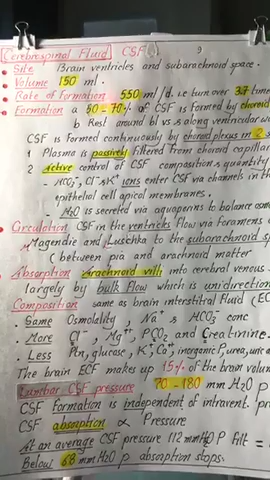 Cerebrospinal Fluid CSF 9
• Site Brain ventricles and subarachnoid space.
• Volume 150 ml.
• Rate of Formation 550 ml/d. i.e turn over 3.7 time
• Formation a 50-70% of CSF is formed by choroid
b Rest around bl vs & along ventricular wa
CSF is formed continuously by choroid plexus in 2
1 Plasma is passively filtered from choroid capillar
2 Active control of CSF composition & quantity
- HCO3-, Cl-, & K+ ions enter CSF via channels in th
epithelial cell apical membranes.
- H2O is secreted via aquaporins to balance osm
• Circulation CSF in the ventricles flow via foramens
Magendie and Luschka to the subarachnoid sp
(between pia and arachnoid matter
• Absorption Arachnoid villi into cerebral venous
largely by bulk flow which is unidirection
Composition same as brain interstitial fluid (EC
. Same Osmolality, Na+ & HCO3- conc
. More Cl-, Mg++, PCO2 and Creatinine.
. Less Ptn, glucose, K+, Ca++, inorganic P, urea, uric a
The brain ECF makes up 15% of the brain volum
Lumbar CSF pressure 70-180 mm H2O p
CSF Formation is independent of intravent. pr
CSF absorption ∝ Pressure
At an average CSF pressure 112 mmH2O P filt =
Below 68 mmH2O p absorption stops.